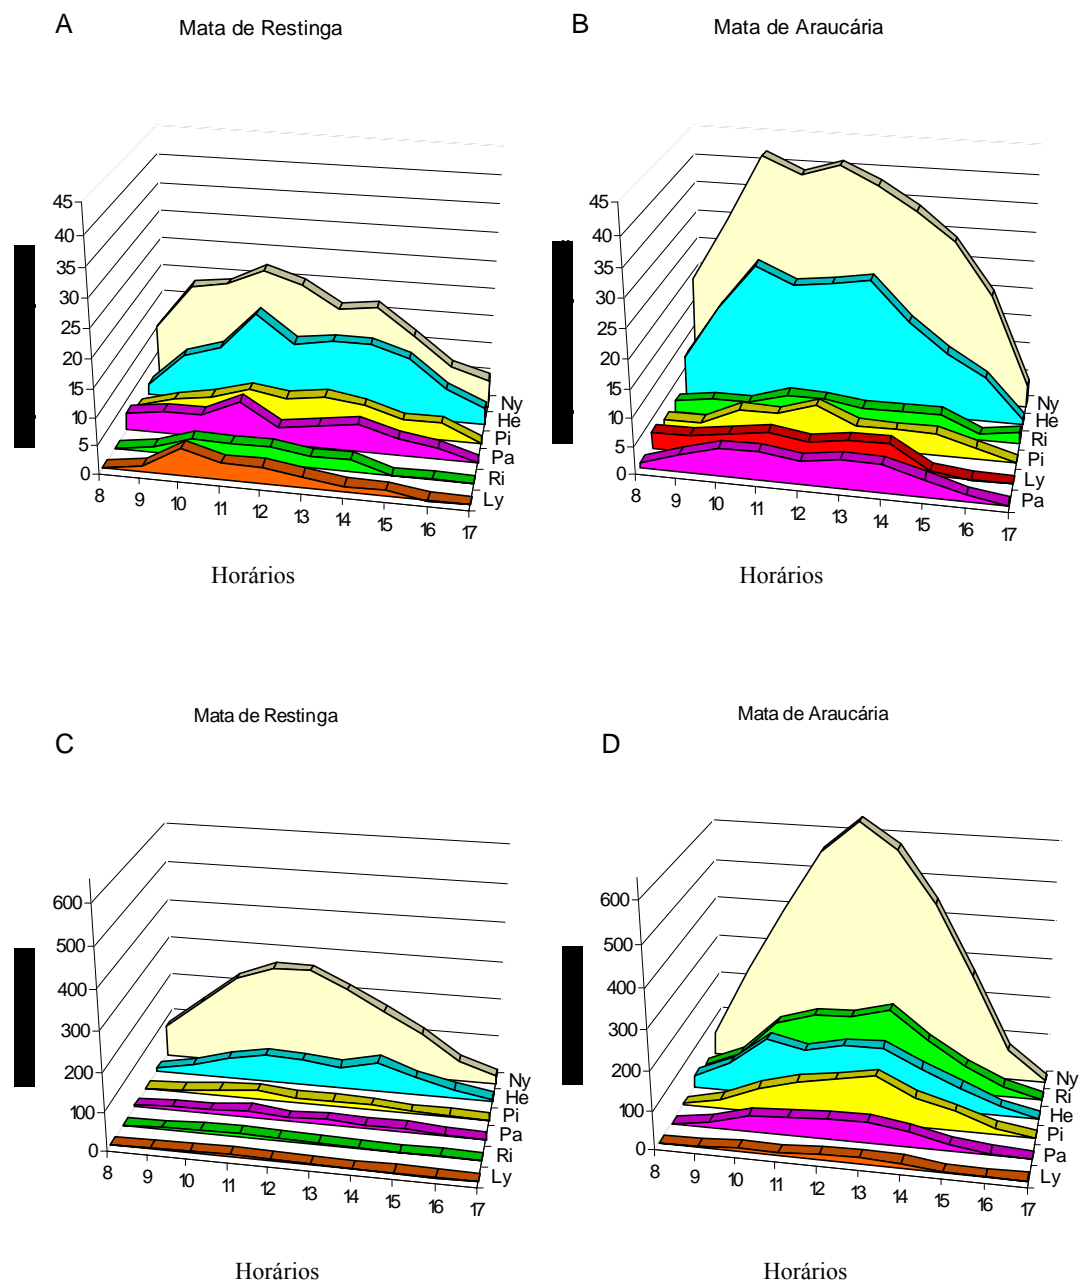 A
Mata de Restinga
45
40
35
30
25
20
15
10
5
0
8
9
10
11
12
13
14
15
16
17
Ny
He
Pi
Pa
Ri
Ly
Horários
B
Mata de Araucária
45
40
35
30
25
20
15
10
5
0
8
9
10
11
12
13
14
15
16
17
Ny
He
Ri
Pi
Ly
Pa
Horários
Mata de Restinga
C
600
500
400
300
200
100
0
8
9
10
11
12
13
14
15
16
17
Ny
He
Pi
Pa
Ri
Ly
Horários
Mata de Araucária
D
600
500
400
300
200
100
0
8
9
10
11
12
13
14
15
16
17
Ny
Ri
He
Pi
Pa
Ly
Horários